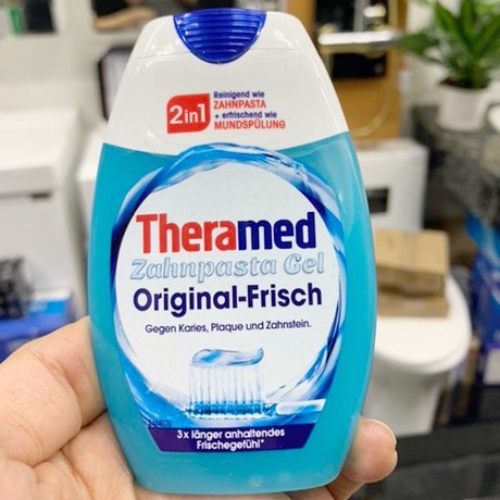 2in1
Reinigend wie
ZAHNPASTA
+ erfrischend wie
MUNDSPÜLUNG
Theramed
Zahnpasta Gel
Original-Frisch
Gegen Karies, Plaque und Zahnstein.
3x länger anhaltendes
Frischegefühl*